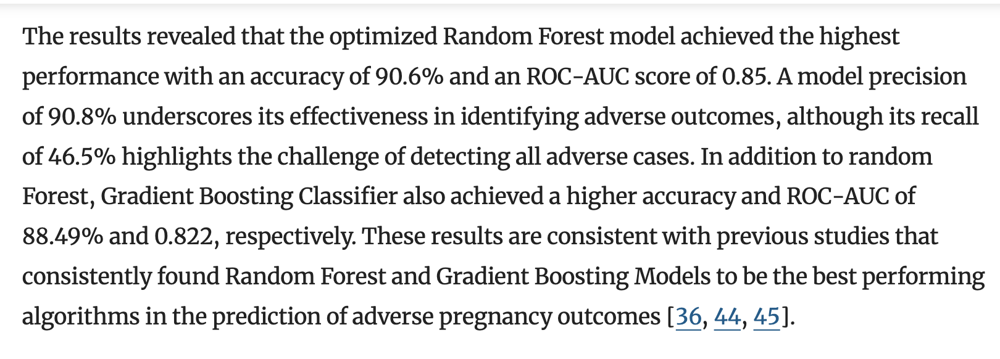 The results revealed that the optimized Random Forest model achieved the highest
performance with an accuracy of 90.6% and an ROC-AUC score of 0.85. A model precision
of 90.8% underscores its effectiveness in identifying adverse outcomes, although its recall
of 46.5% highlights the challenge of detecting all adverse cases. In addition to random
Forest, Gradient Boosting Classifier also achieved a higher accuracy and ROC-AUC of
88.49% and 0.822, respectively. These results are consistent with previous studies that
consistently found Random Forest and Gradient Boosting Models to be the best performing
algorithms in the prediction of adverse pregnancy outcomes [36, 44, 45].